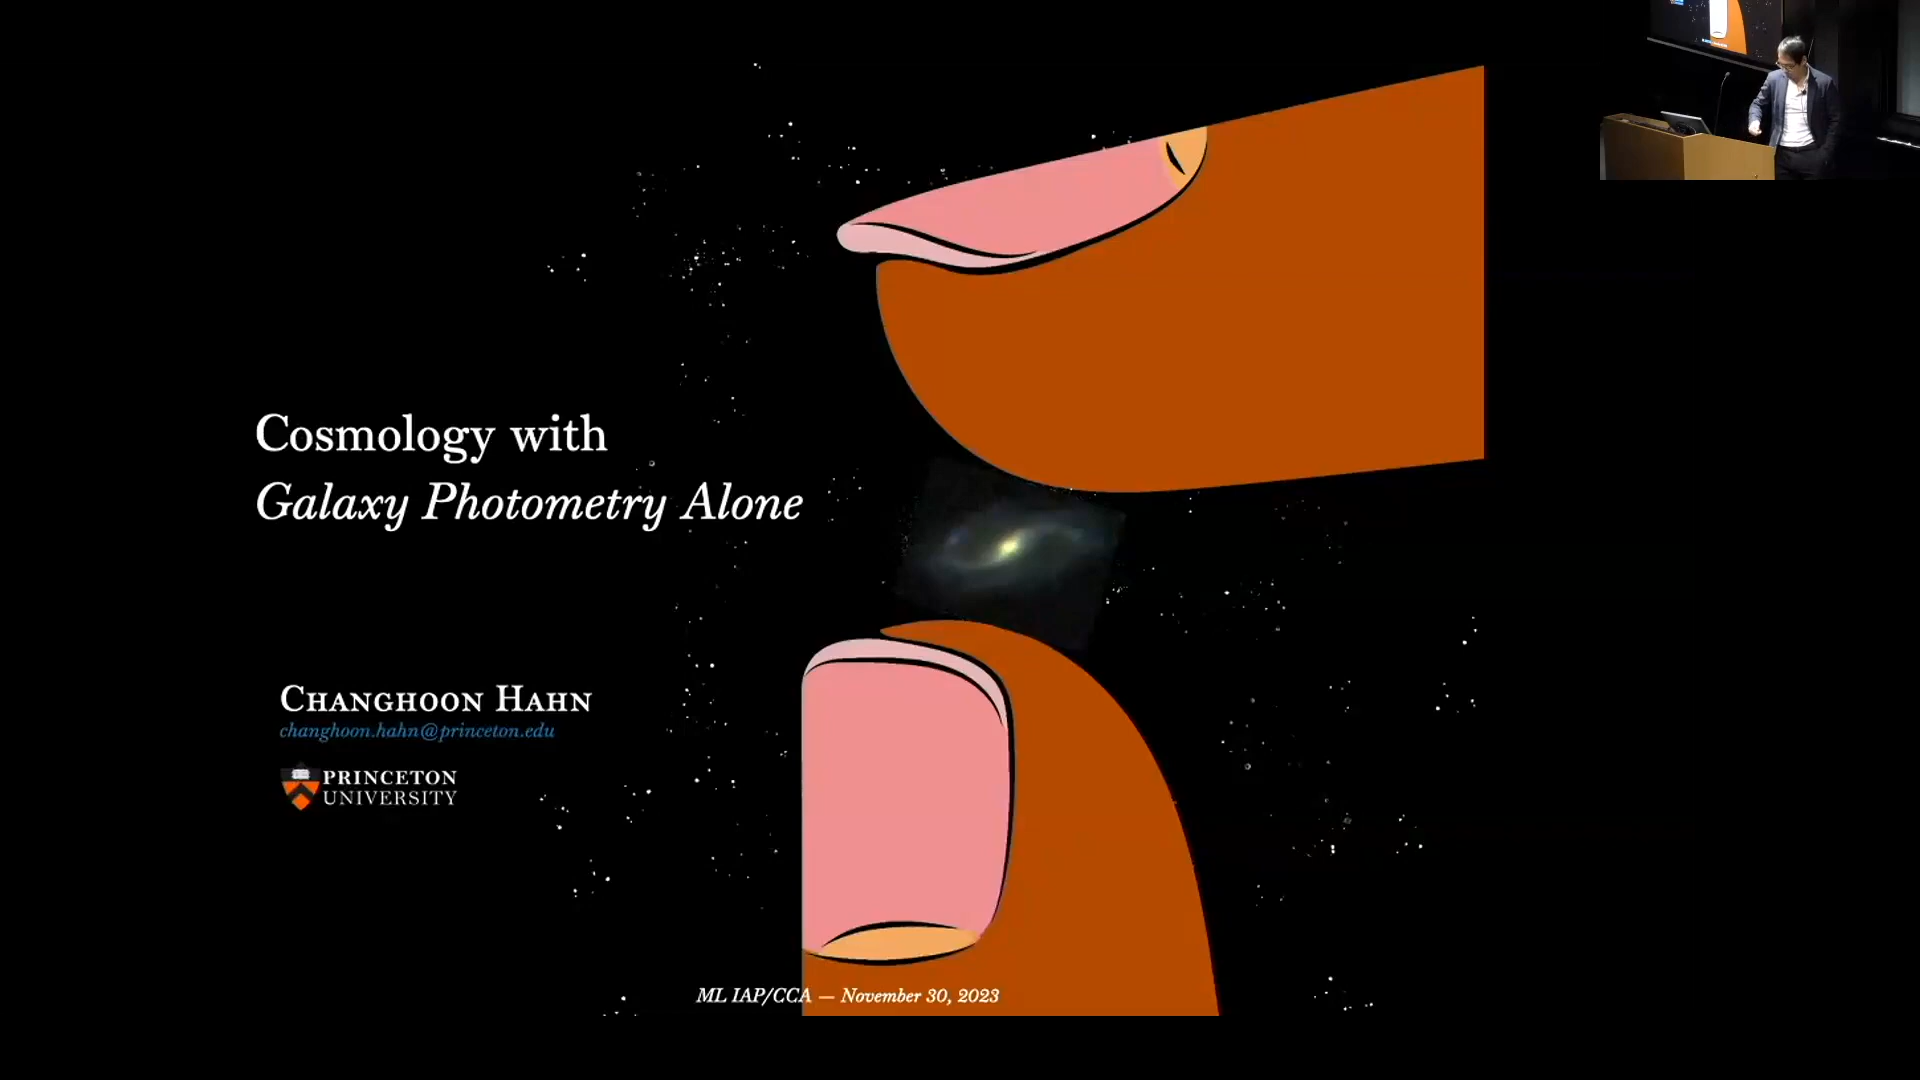 Cosmology with
Galaxy Photometry Alone
CHANGHOON HAHN
changhoon.hahn@princeton.edu
PRINCETON
UNIVERSITY
ML IAP/CCA — November 30, 2023